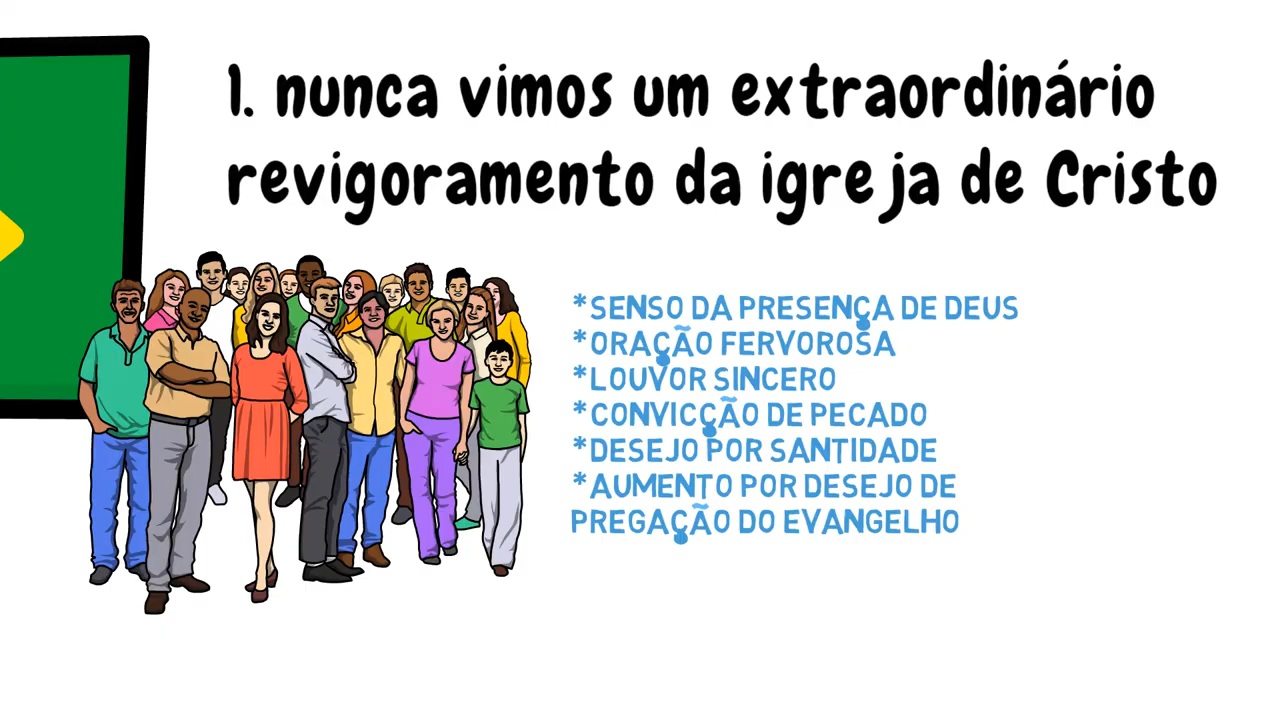 1. nunca vimos um extraordinário
revigoramento da igreja de Cristo
*SENSO DA PRESENÇA DE DEUS
*ORAÇÃO FERVOROSA
*LOUVOR SINCERO
*CONVICÇÃO DE PECADO
*DESEJO POR SANTIDADE
*AUMENTO POR DESEJO DE
PREGAÇÃO DO EVANGELHO